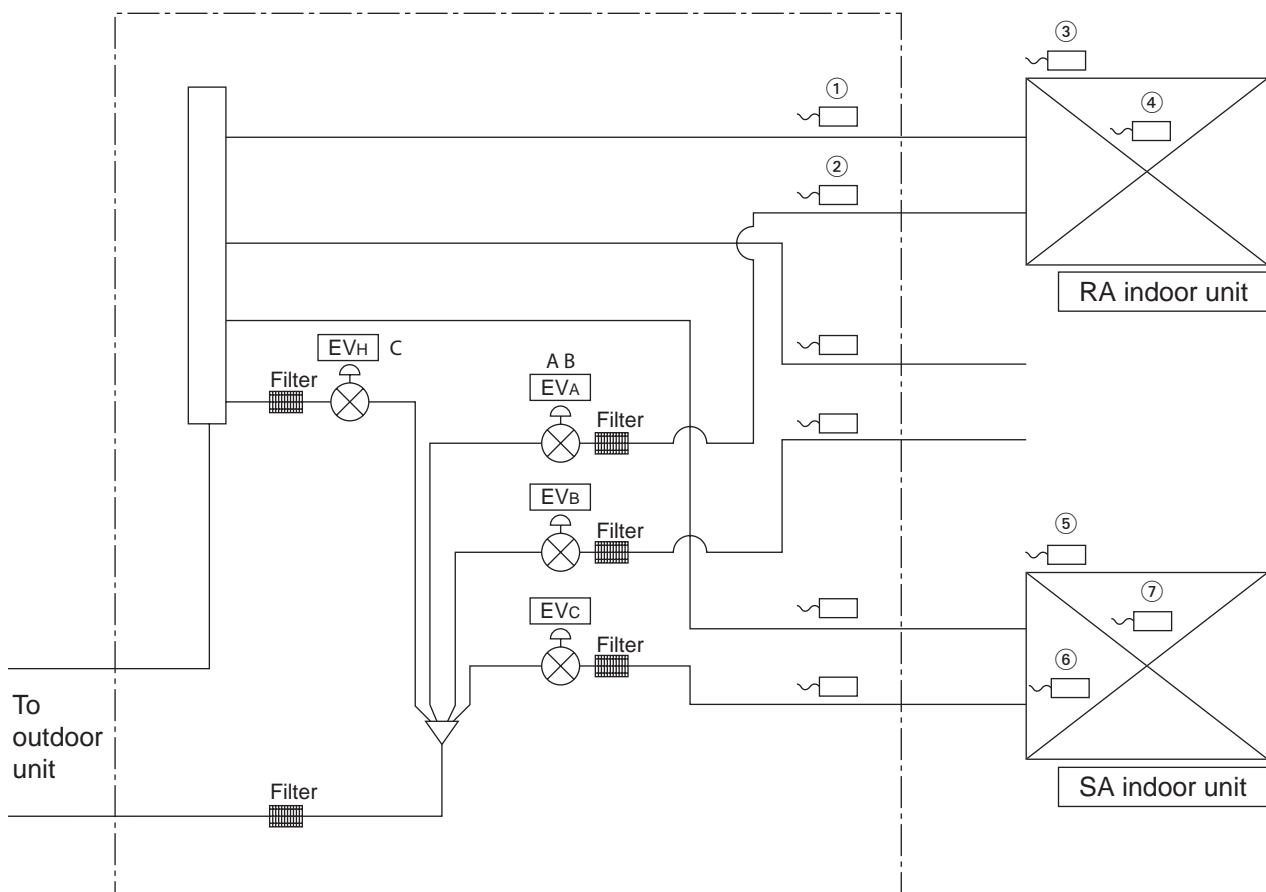 ③
①
④
②
RA indoor unit
EVH C
Filter
A B
EVA
Filter
EVB
Filter
⑤
EVC
Filter
⑦
⑥
To
outdoor
unit
Filter
SA indoor unit